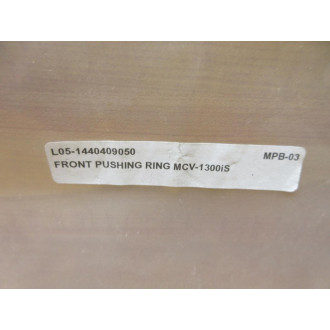 L05-1440409050 MPB-03
FRONT PUSHING RING MCV-1300iS